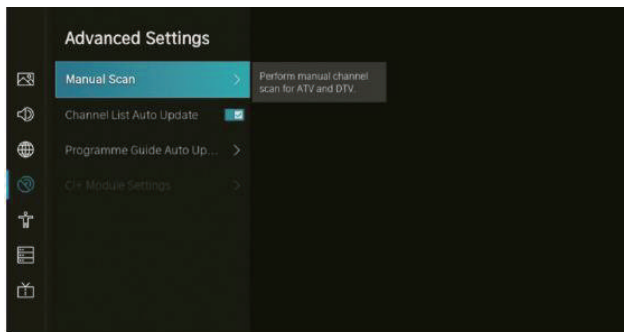 Advanced Settings
Manual Scan
Perform manual channel
scan for ATV and DTV.
Channel List Auto Update
Programme Guide Auto Up...
CI+ Module Settings